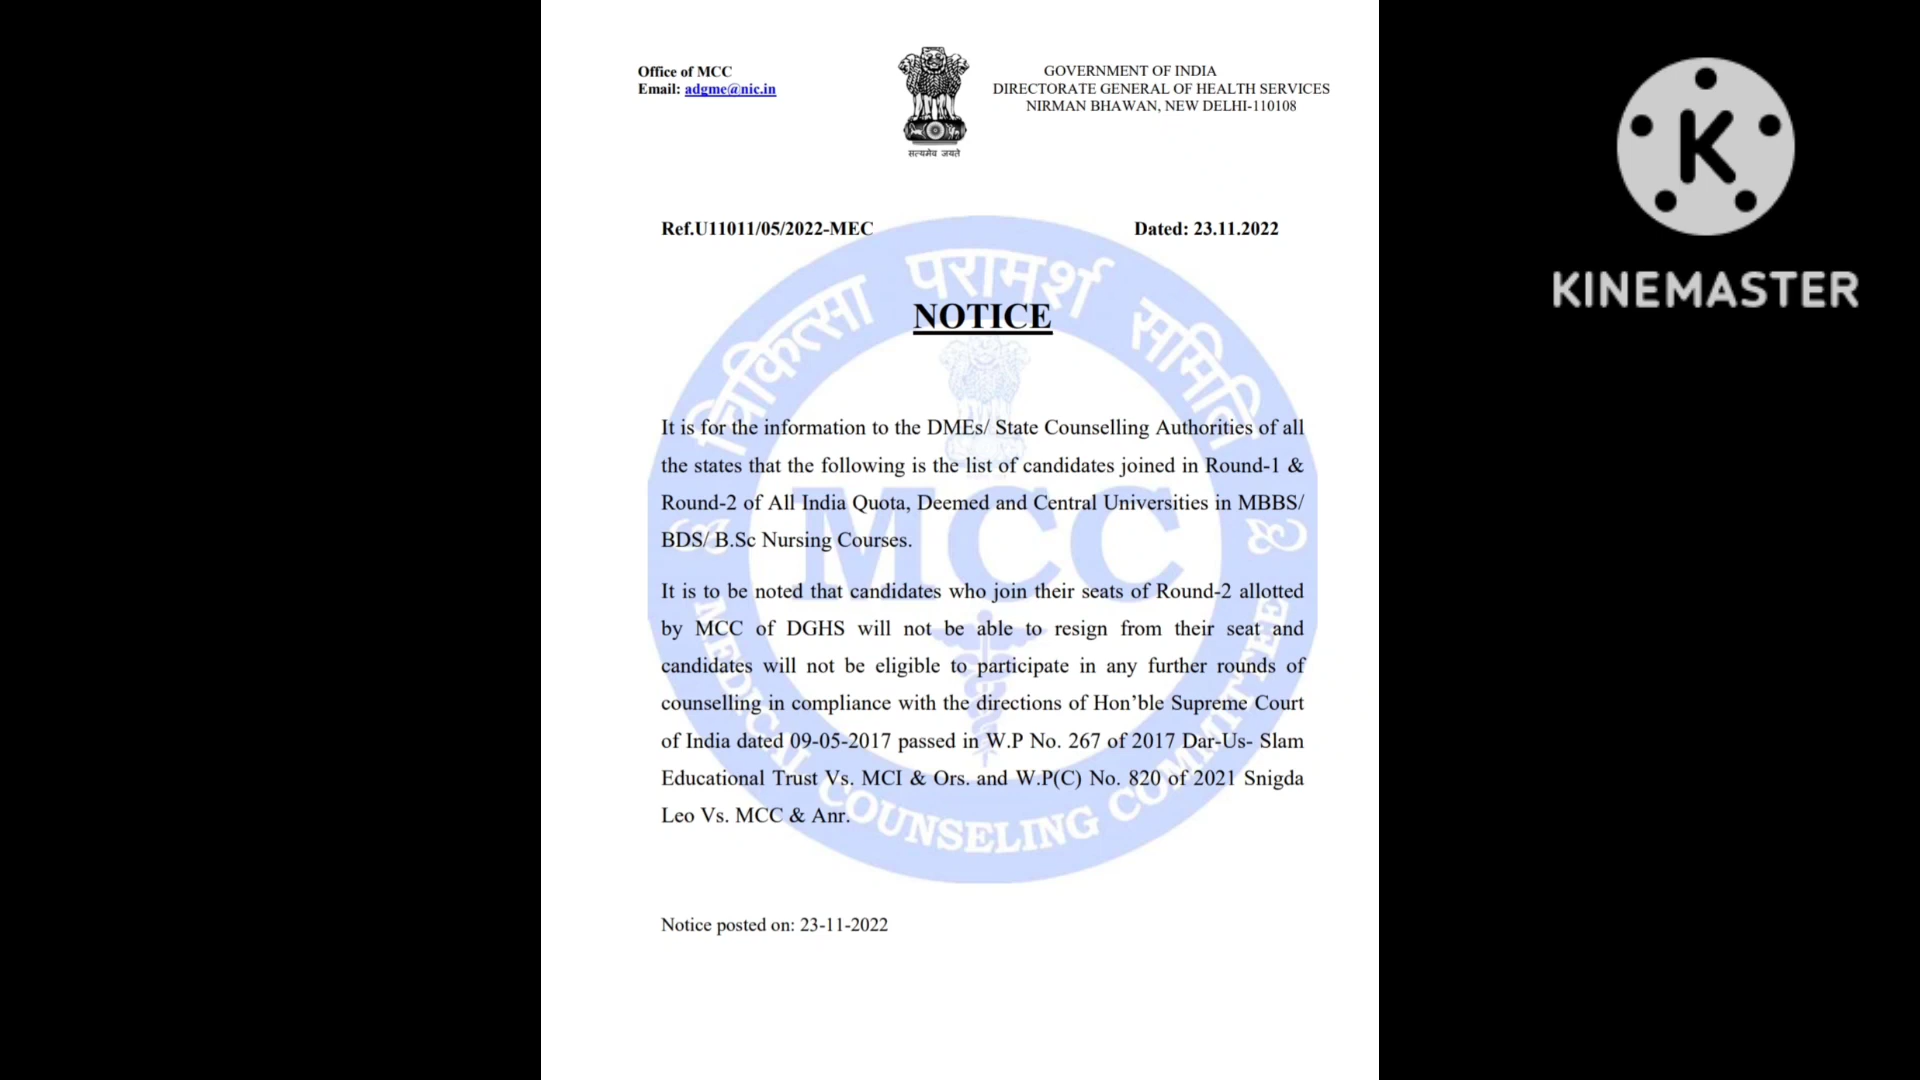 Office of MCC
Email: adgme@nic.in
GOVERNMENT OF INDIA
DIRECTORATE GENERAL OF HEALTH SERVICES
NIRMAN BHAWAN, NEW DELHI-110108
सत्यमेव जयते
K
KINEMASTER
Ref.U11011/05/2022-MEC
Dated: 23.11.2022
चिकित्सा परामर्श समिति
NOTICE
It is for the information to the DMEs/ State Counselling Authorities of all
the states that the following is the list of candidates joined in Round-1 &
Round-2 of All India Quota, Deemed and Central Universities in MBBS/
BDS/ B.Sc Nursing Courses.
MCC
It is to be noted that candidates who join their seats of Round-2 allotted
by MCC of DGHS will not be able to resign from their seat and
candidates will not be eligible to participate in any further rounds of
counselling in compliance with the directions of Hon’ble Supreme Court
of India dated 09-05-2017 passed in W.P No. 267 of 2017 Dar-Us- Slam
Educational Trust Vs. MCI & Ors. and W.P(C) No. 820 of 2021 Snigda
Leo Vs. MCC & Anr.
MEDICAL COUNSELING COMMITTEE
Notice posted on: 23-11-2022